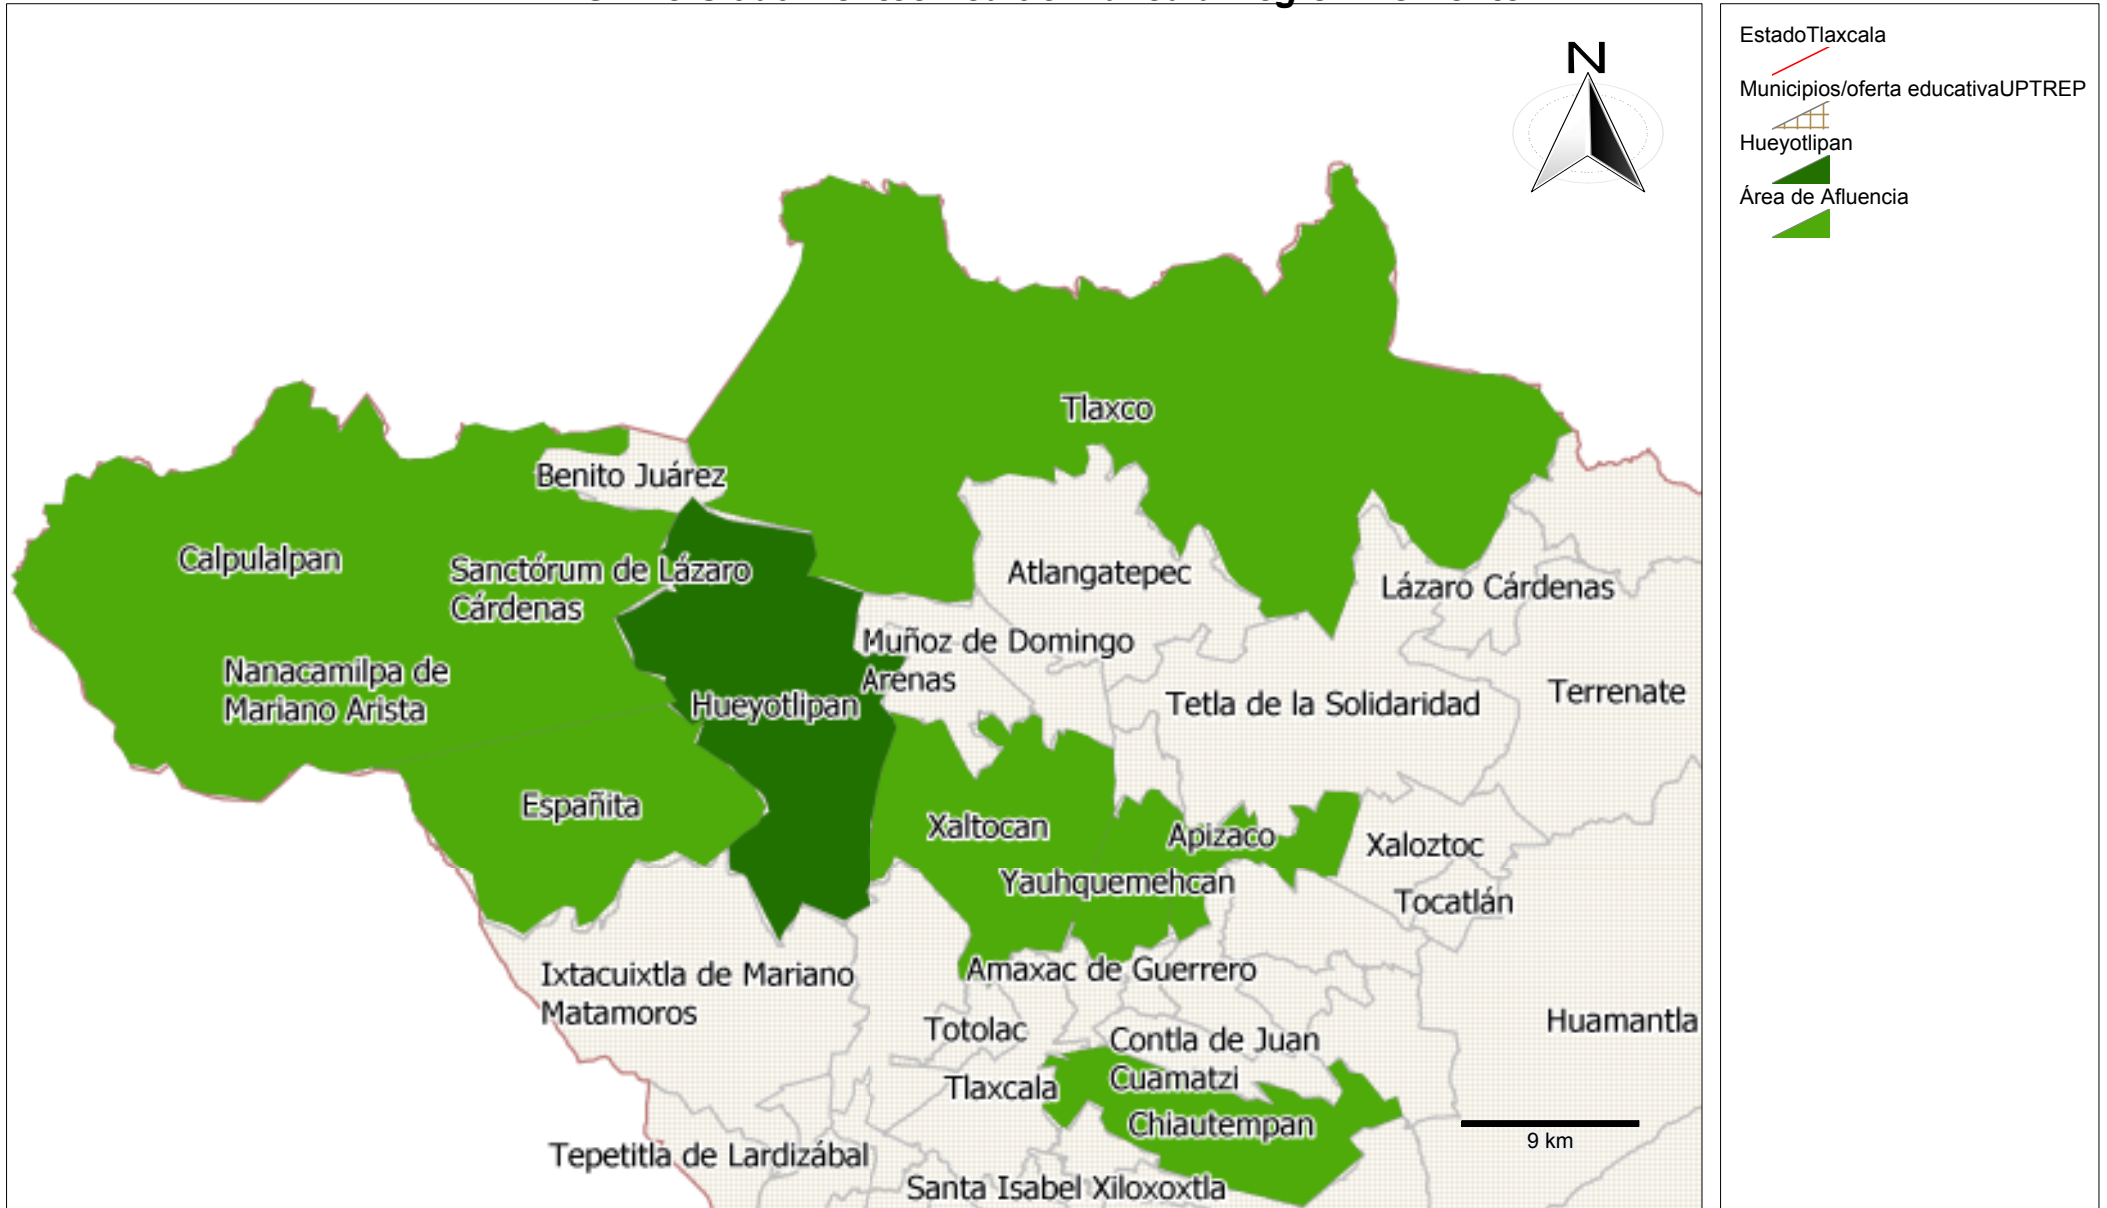 N
EstadoTlaxcala
Municipios/oferta educativaUPTREP
Hueyotlipan
Área de Afluencia
Tlaxco
Benito Juárez
Calpulalpan
Sanctórum de Lázaro
Cárdenas
Atlangatepec
Lázaro Cárdenas
Muñoz de Domingo
Arenas
Nanacamilpa de
Mariano Arista
Hueyotlipan
Tetla de la Solidaridad
Terrenate
Españita
Xaltocan
Apizaco
Xaloztoc
Yauhquemehcan
Tocatlán
Ixtacuixtla de Mariano
Matamoros
Amaxac de Guerrero
Totolac
Contla de Juan
Cuamatzi
Huamantla
Tlaxcala
Chiautempan
9 km
Tepetitla de Lardizábal
Santa Isabel Xiloxoxtla